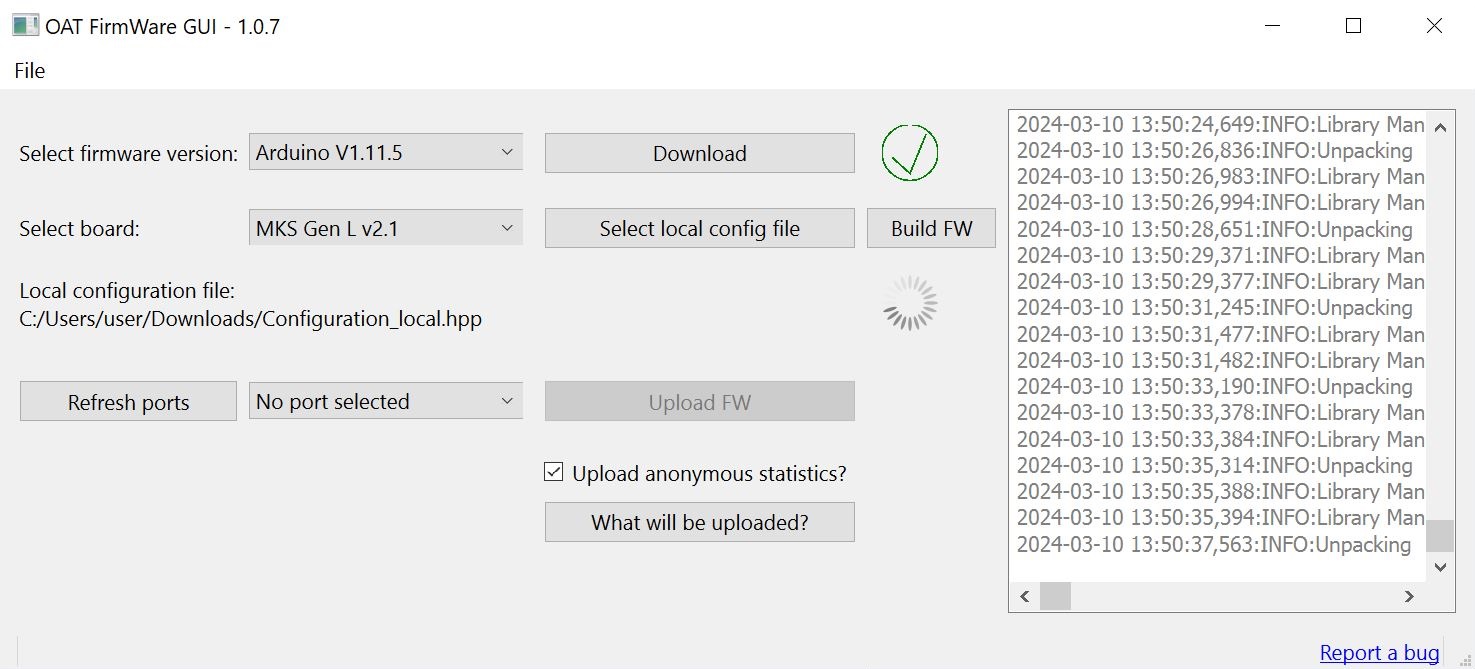 OAT FirmWare GUI - 1.0.7
File
Select firmware version:
Arduino V1.11.5
Download
Select board:
MKS Gen L v2.1
Select local config file
Build FW
Local configuration file:
C:/Users/user/Downloads/Configuration_local.hpp
Refresh ports
No port selected
Upload FW
Upload anonymous statistics?
What will be uploaded?
2024-03-10 13:50:24,649:INFO:Library Man
2024-03-10 13:50:26,836:INFO:Unpacking
2024-03-10 13:50:26,983:INFO:Library Man
2024-03-10 13:50:26,994:INFO:Library Man
2024-03-10 13:50:28,651:INFO:Unpacking
2024-03-10 13:50:29,371:INFO:Library Man
2024-03-10 13:50:29,377:INFO:Library Man
2024-03-10 13:50:31,245:INFO:Unpacking
2024-03-10 13:50:31,477:INFO:Library Man
2024-03-10 13:50:31,482:INFO:Library Man
2024-03-10 13:50:33,190:INFO:Unpacking
2024-03-10 13:50:33,378:INFO:Library Man
2024-03-10 13:50:33,384:INFO:Library Man
2024-03-10 13:50:35,314:INFO:Unpacking
2024-03-10 13:50:35,388:INFO:Library Man
2024-03-10 13:50:35,394:INFO:Library Man
2024-03-10 13:50:37,563:INFO:Unpacking
Report a bug